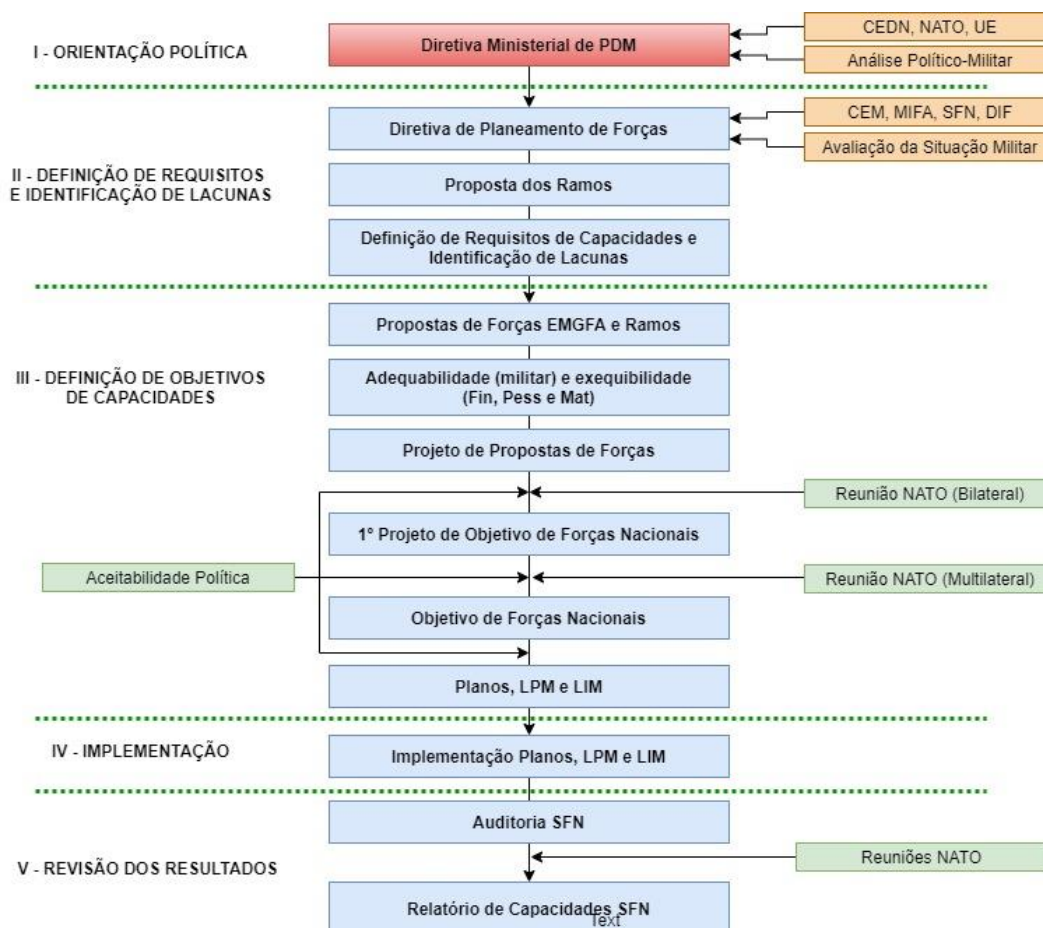 CEDN, NATO, UE
I - ORIENTAÇÃO POLÍTICA
Diretiva Ministerial de PDM
Análise Político-Militar
CEM, MIFA, SFN, DIF
Diretiva de Planeamento de Forças
Avaliação da Situação Militar
II - DEFINIÇÃO DE REQUISITOS
E IDENTIFICAÇÃO DE LACUNAS
Proposta dos Ramos
Definição de Requisitos de Capacidades e
Identificação de Lacunas
Propostas de Forças EMGFA e Ramos
III - DEFINIÇÃO DE OBJETIVOS
DE CAPACIDADES
Adequabilidade (militar) e exequibilidade
(Fin, Pess e Mat)
Projeto de Propostas de Forças
Reunião NATO (Bilateral)
1º Projeto de Objetivo de Forças Nacionais
Aceitabilidade Política
Reunião NATO (Multilateral)
Objetivo de Forças Nacionais
Planos, LPM e LIM
IV - IMPLEMENTAÇÃO
Implementação Planos, LPM e LIM
Auditoria SFN
V - REVISÃO DOS RESULTADOS
Reuniões NATO
Relatório de Capacidades SFN
Text